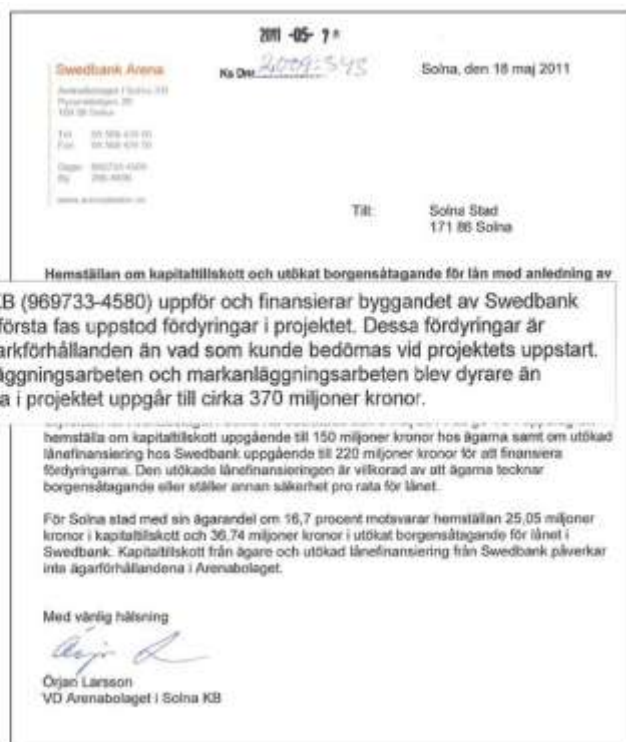 2011 -05-
Ks Dnr 2009:545
Solna, den 18 maj 2011
Swedbank Arena
Arenabolaget i Solna KB
Till:
Solna Stad
171 86 Solna
Hemställan om kapitaltillskott och utökat borgensåtagande för lån med anledning av
KB (969733-4580) uppför och finansierar byggandet av Swedbank
första fas uppstod fördyringar i projektet. Dessa fördyringar är
arkförhållanden än vad som kunde bedömas vid projektets uppstart.
äggningsarbeten och markanläggningsarbeten blev dyrare än
a i projektet uppgår till cirka 370 miljoner kronor.
hemställa om kapitaltillskott uppgående till 150 miljoner kronor hos ägarna samt om utökad
lånefinansiering hos Swedbank uppgående till 220 miljoner kronor för att finansiera
fördyringarna. Den utökade lånefinansieringen är villkorad av att ägarna tecknar
borgensåtagande eller ställer annan säkerhet pro rata för lånet.
För Solna stad med sin ägarandel om 16,7 procent motsvarar hemställan 25,05 miljoner
kronor i kapitaltillskott och 36,74 miljoner kronor i utökat borgensåtagande för lånet i
Swedbank. Kapitaltillskott från ägare och utökad lånefinansiering från Swedbank påverkar
inte ägarförhållandena i Arenabolaget.
Med vänlig hälsning
Örjan Larsson
VD Arenabolaget i Solna KB